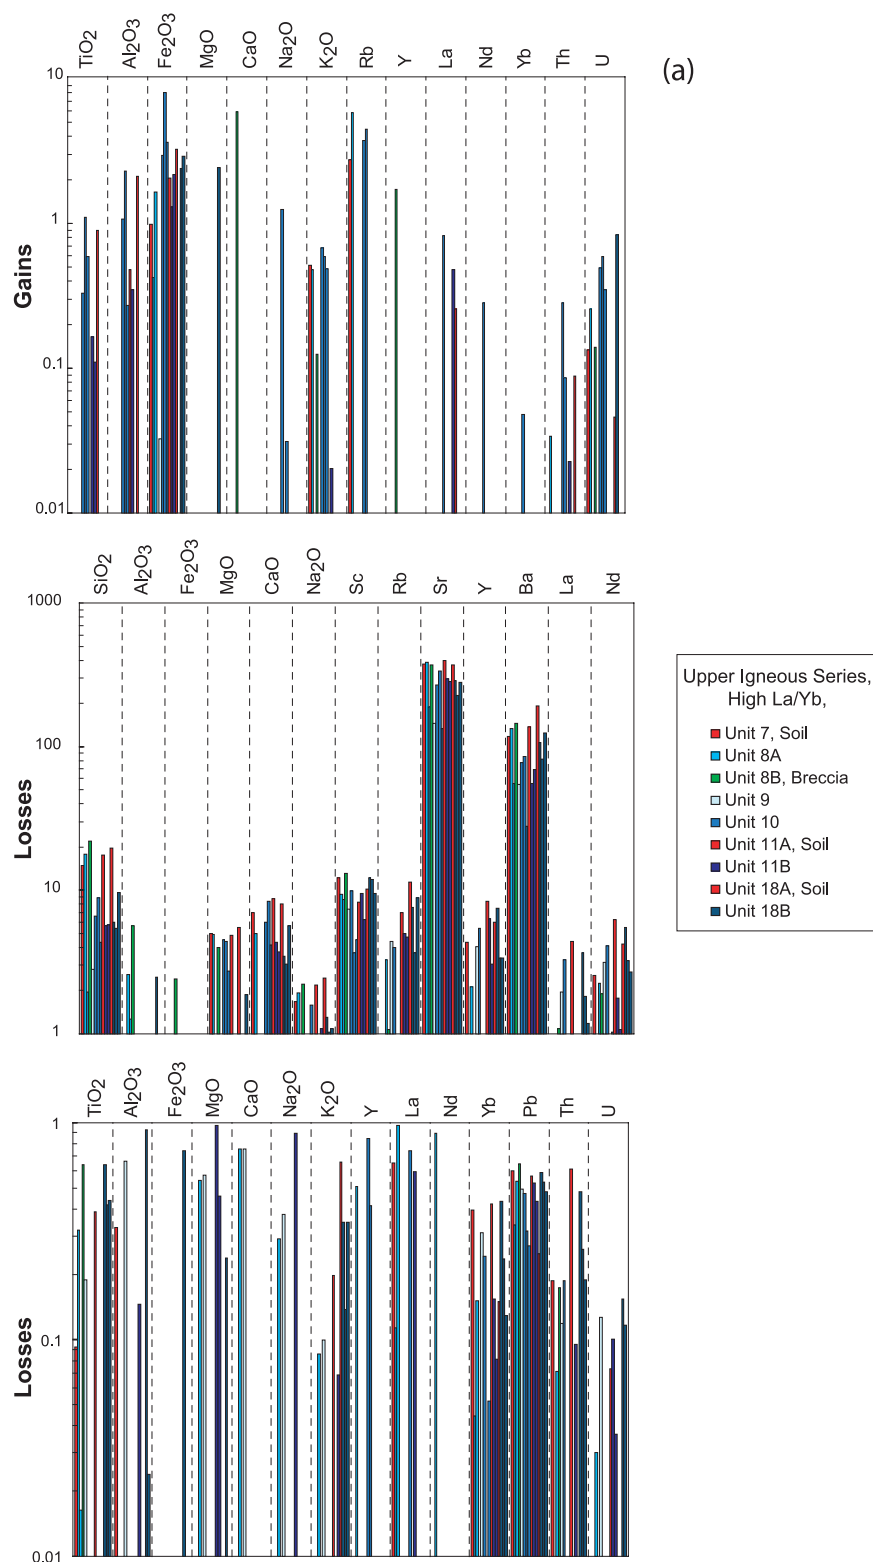 (a)
TiO2 Al2O3 Fe2O3 MgO CaO Na2O K2O Rb Y La Nd Yb Th U
10
1
0.1
0.01
Gains
SiO2 Al2O3 Fe2O3 MgO CaO Na2O Sc Rb Sr Y Ba La Nd
1000
100
10
1
Losses
Upper Igneous Series,
High La/Yb,
Unit 7, Soil
Unit 8A
Unit 8B, Breccia
Unit 9
Unit 10
Unit 11A, Soil
Unit 11B
Unit 18A, Soil
Unit 18B
TiO2 Al2O3 Fe2O3 MgO CaO Na2O K2O Y La Nd Yb Pb Th U
1
0.1
0.01
Losses